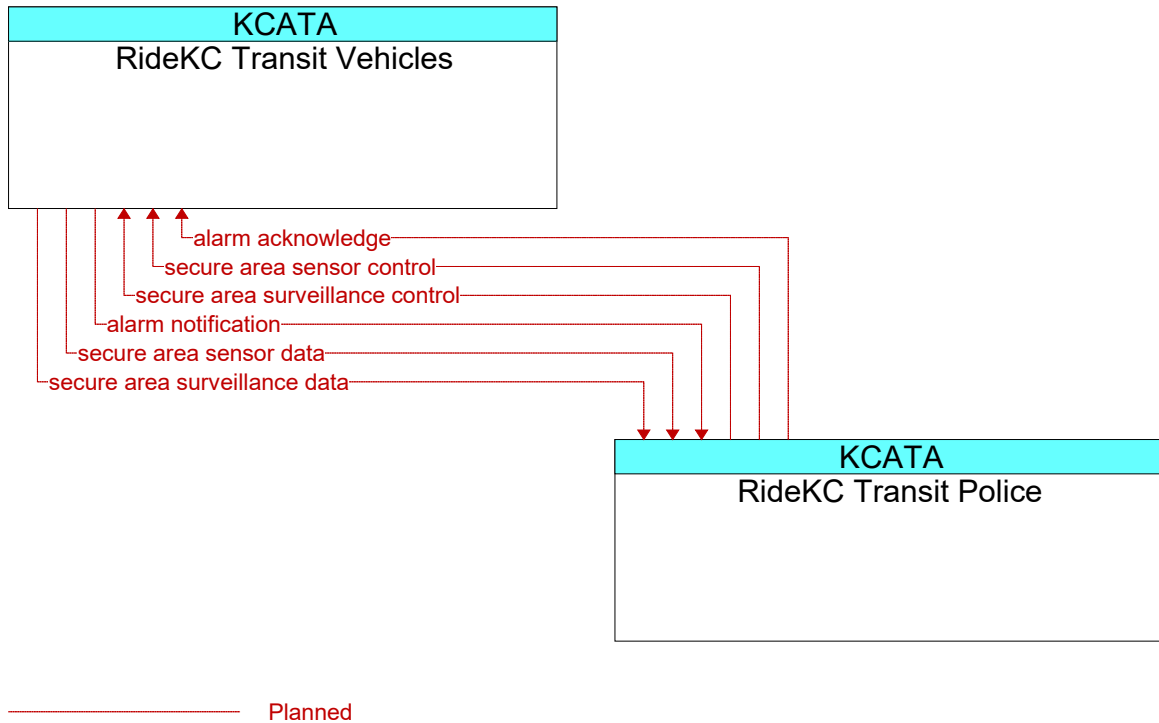 KCATA
RideKC Transit Vehicles
alarm acknowledge
secure area sensor control
secure area surveillance control
alarm notification
secure area sensor data
secure area surveillance data
KCATA
RideKC Transit Police
Planned